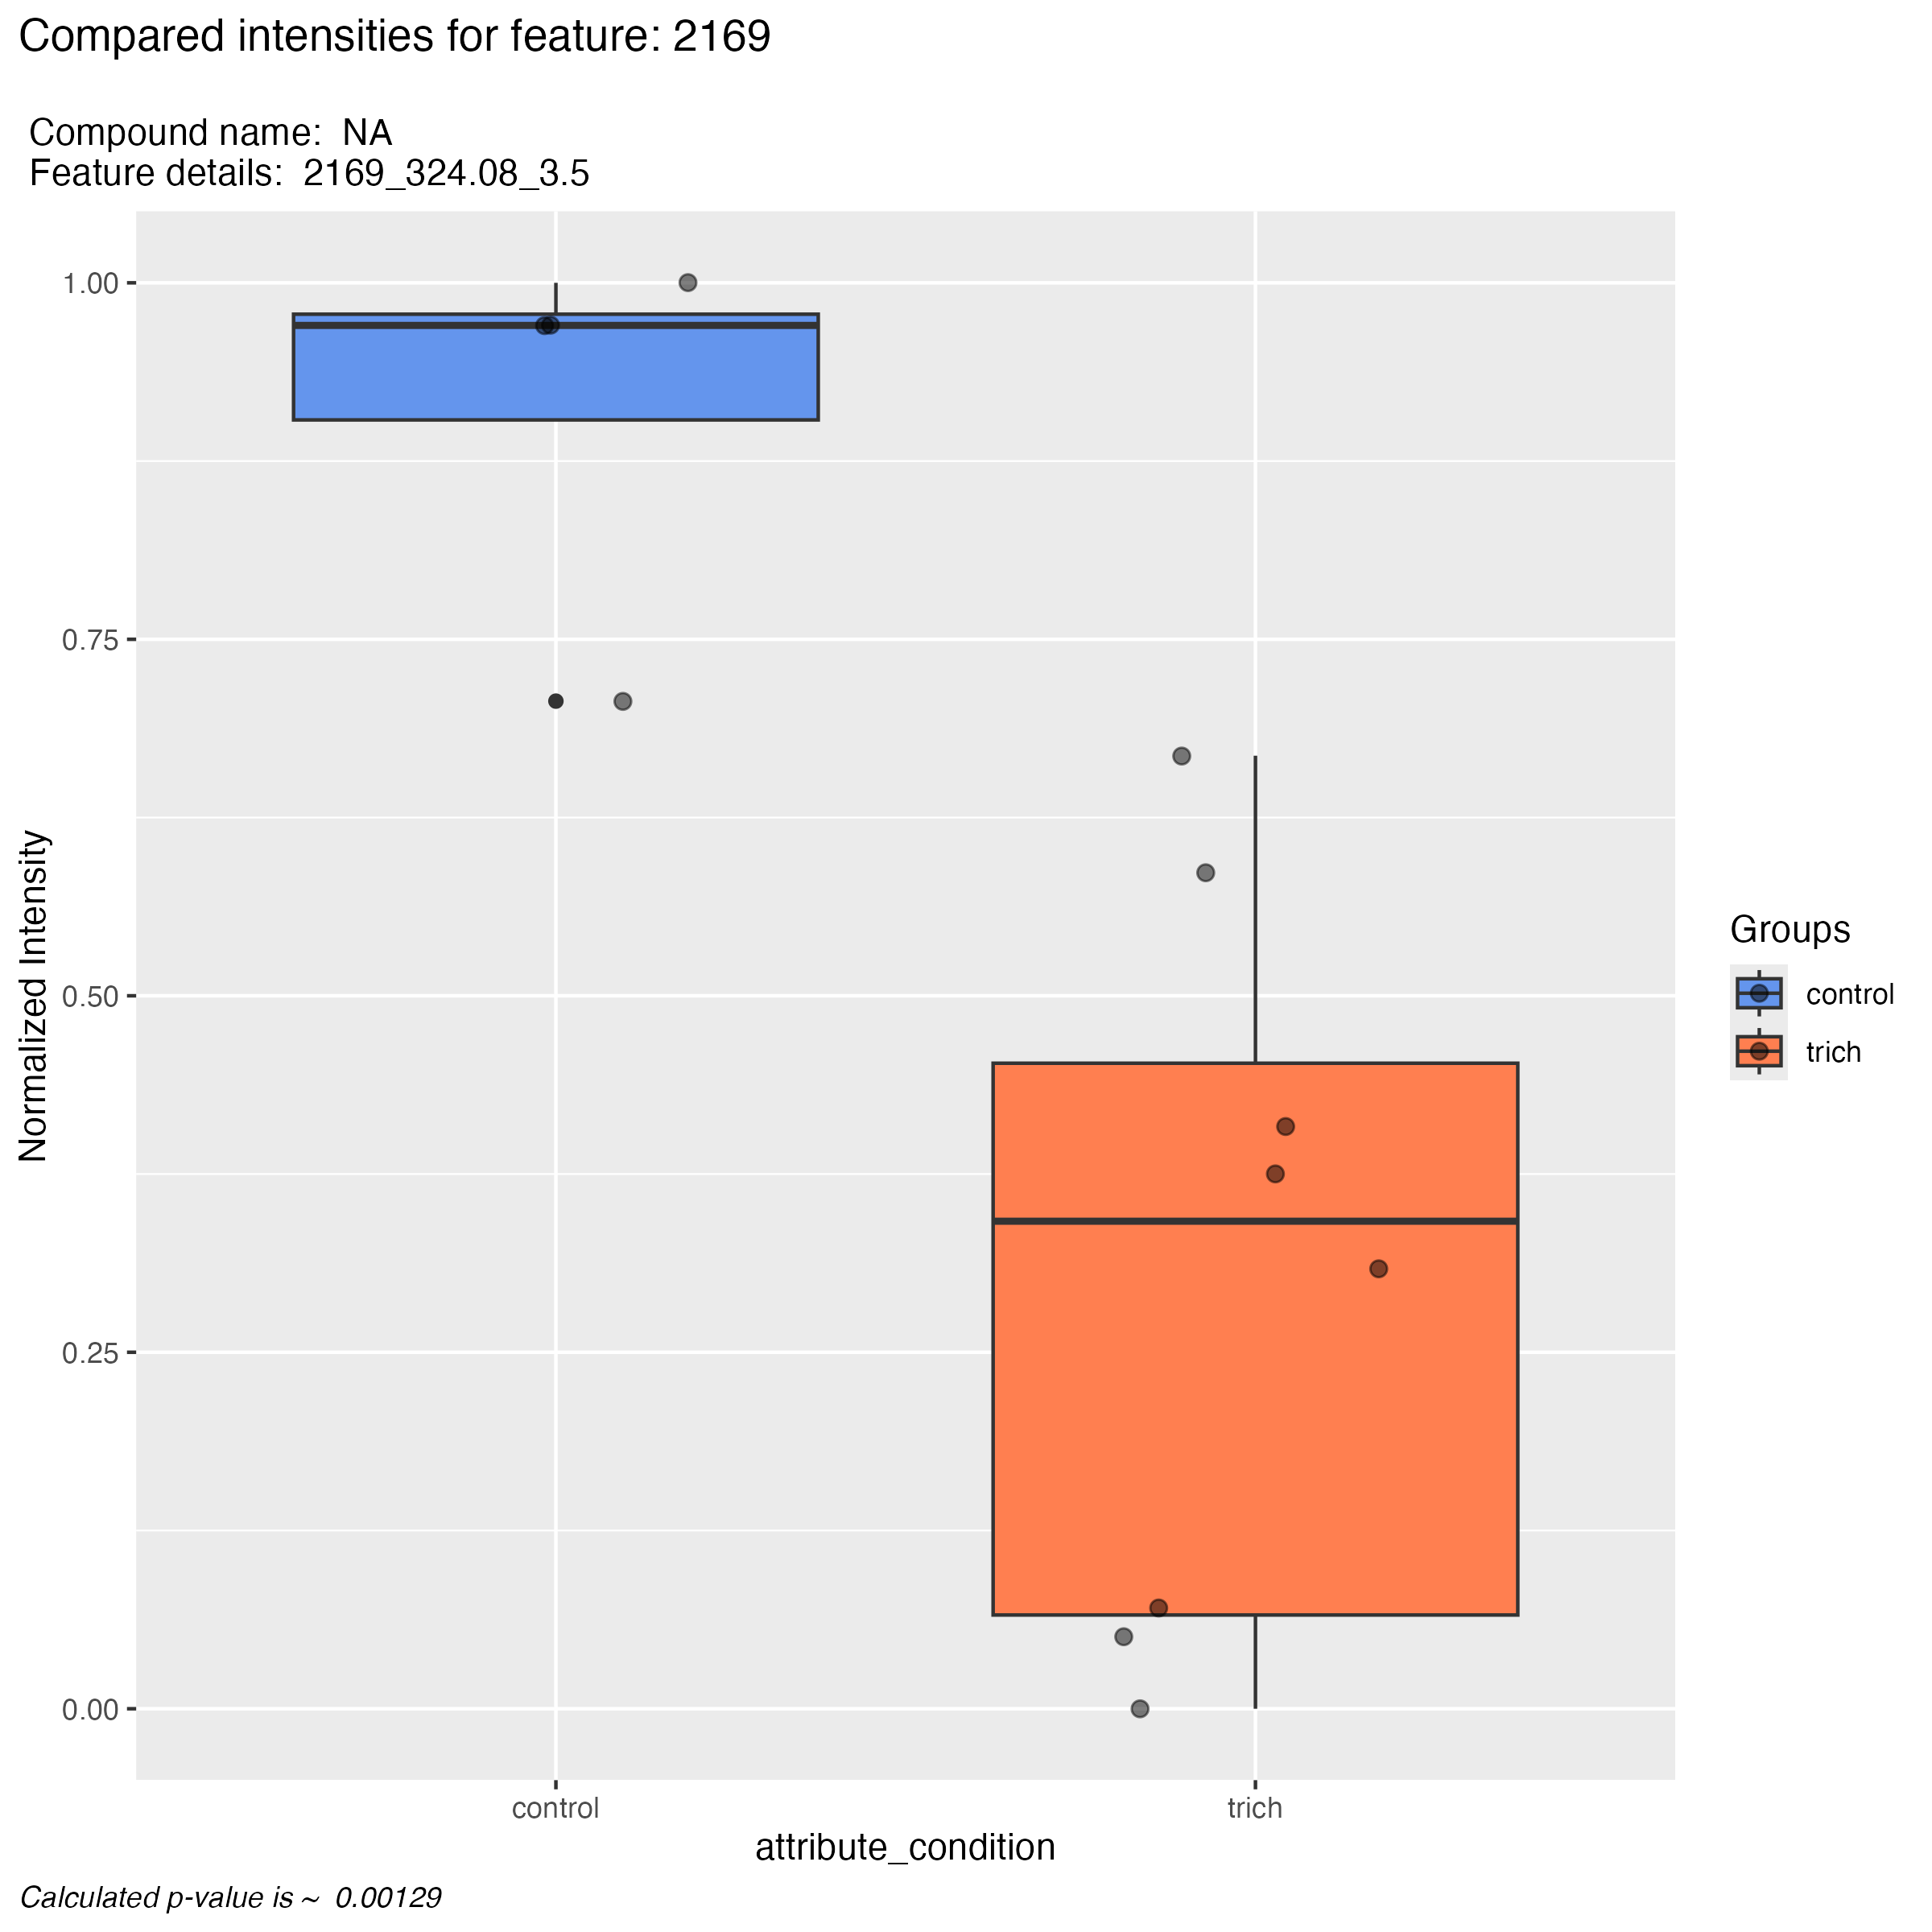 Compared intensities for feature: 2169
Compound name:  NA
Feature details:  2169_324.08_3.5
1.00
0.75
0.50
0.25
0.00
Normalized Intensity
control
trich
attribute_condition
Groups
control
trich
Calculated p-value is ~  0.00129